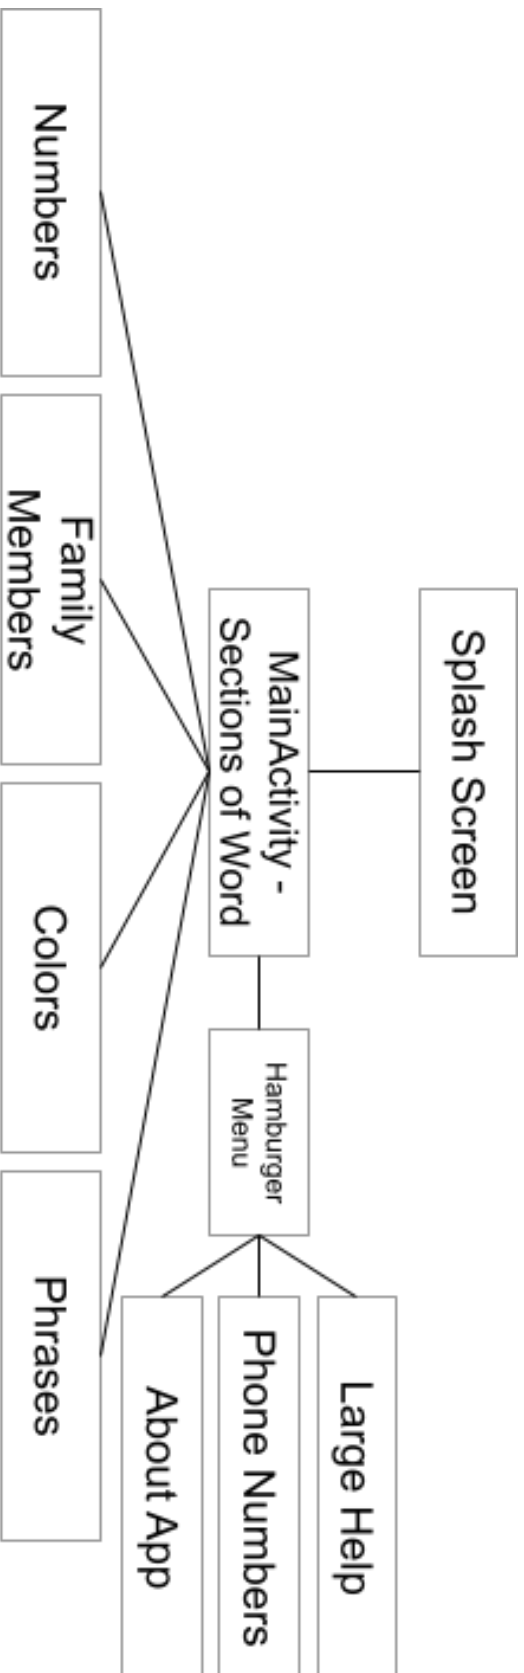 Splash Screen
MainActivity -
Sections of Word
Hamburger
Menu
Large Help
Phone Numbers
About App
Numbers
Family
Members
Colors
Phrases